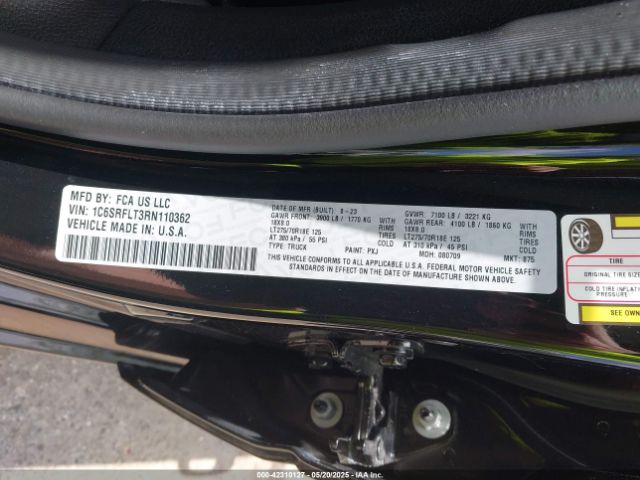 MFD BY: FCA US LLC
VIN: 1C6SRFLT3RN110362
VEHICLE MADE IN: U.S.A.
DATE OF MFR (BUILT) 8-23
GAWR FRONT: 3900 LB / 1770 KG WITH
18X8.0 RIMS
LT275/70R18E 125 COLD
AT 380 kPa / 55 PSI
TYPE: TRUCK PAINT: PXJ
GVWR: 7100 LB / 3221 KG
GAWR REAR: 4100 LB / 1860 KG WITH
18X8.0 RIMS
LT275/70R18E 125 COLD
AT 310 kPa / 45 PSI
MDH: 080709 MKT: 875
THIS VEHICLE CONFORMS TO ALL APPLICABLE U.S.A. FEDERAL MOTOR VEHICLE SAFETY
STANDARDS IN EFFECT ON THE DATE OF MANUFACTURE SHOWN ABOVE.
TIRE
ORIGINAL TIRE SIZE
COLD TIRE INFLATION
PRESSURE
SEE OWN
000-42310127 - 05/20/2025 - IAAI.COM